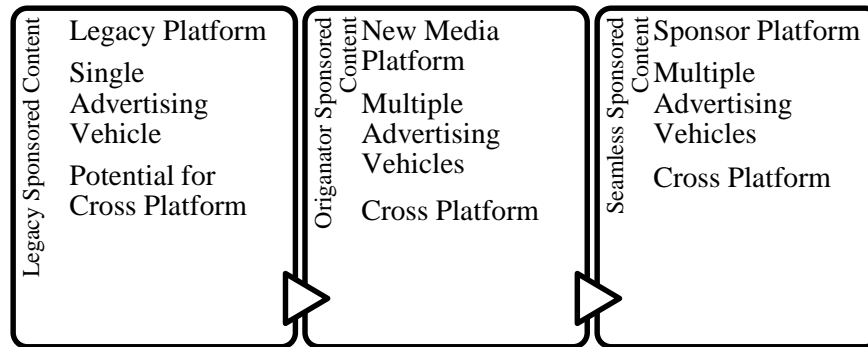 Legacy Sponsored Content
Legacy Platform
Single
Advertising
Vehicle
Potential for
Cross Platform
Origanator Sponsored
Content
New Media
Platform
Multiple
Advertising
Vehicles
Cross Platform
Seamless Sponsored
Content
Sponsor Platform
Multiple
Advertising
Vehicles
Cross Platform